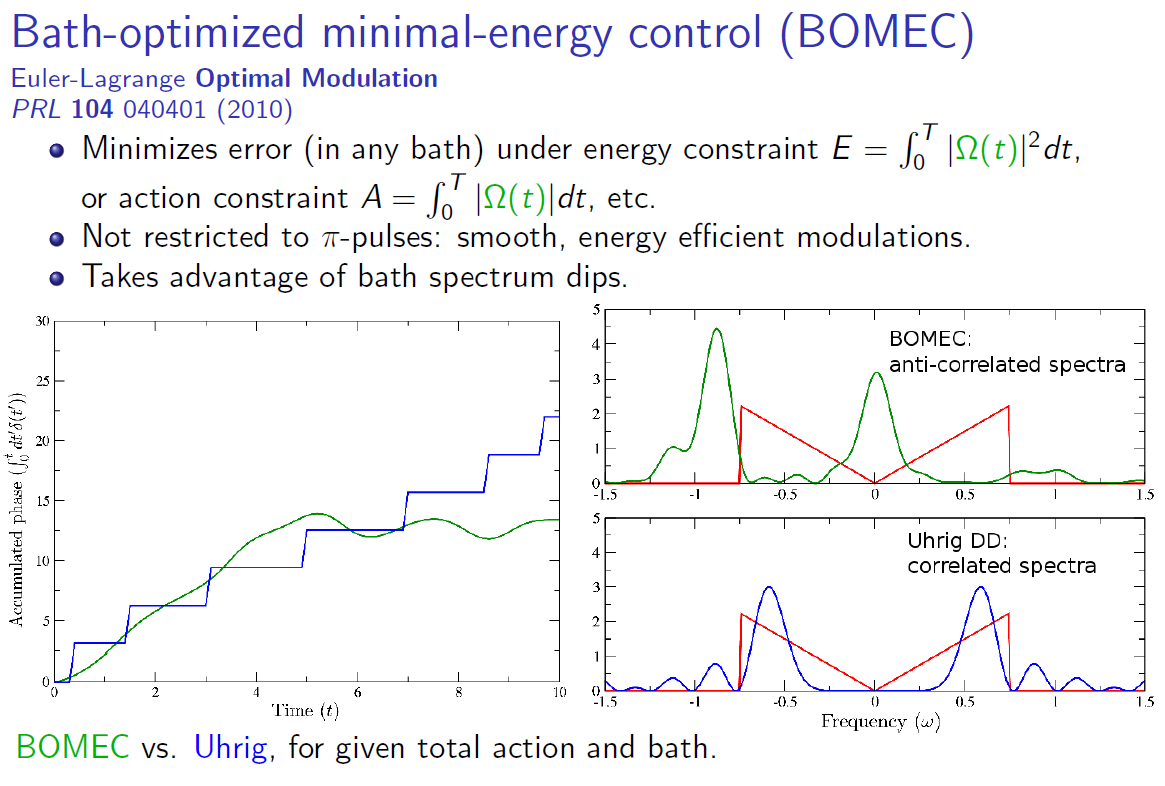 Bath-optimized minimal-energy control (BOMEC)
Euler-Lagrange Optimal Modulation
PRL 104 040401 (2010)
Minimizes error (in any bath) under energy constraint E = ∫₀ᵀ |Ω(t)|²dt,
or action constraint A = ∫₀ᵀ |Ω(t)|dt, etc.
Not restricted to π-pulses: smooth, energy efficient modulations.
Takes advantage of bath spectrum dips.
30
25
20
15
10
5
0
0 2 4 6 8 10
Accumulated phase (∫₀ᵗ dt′δ(t′))
Time (t)
5
4
3
2
1
0
-1.5 -1 -0.5 0 0.5 1 1.5
BOMEC:
anti-correlated spectra
5
4
3
2
1
0
-1.5 -1 -0.5 0 0.5 1 1.5
Uhrig DD:
correlated spectra
Frequency (ω)
BOMEC vs. Uhrig, for given total action and bath.